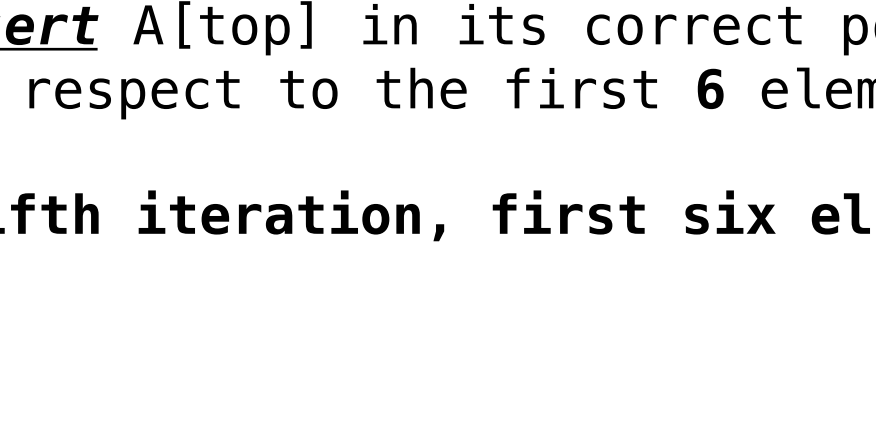 ert A[top] in its correct p
respect to the first 6 elem
fth iteration, first six el